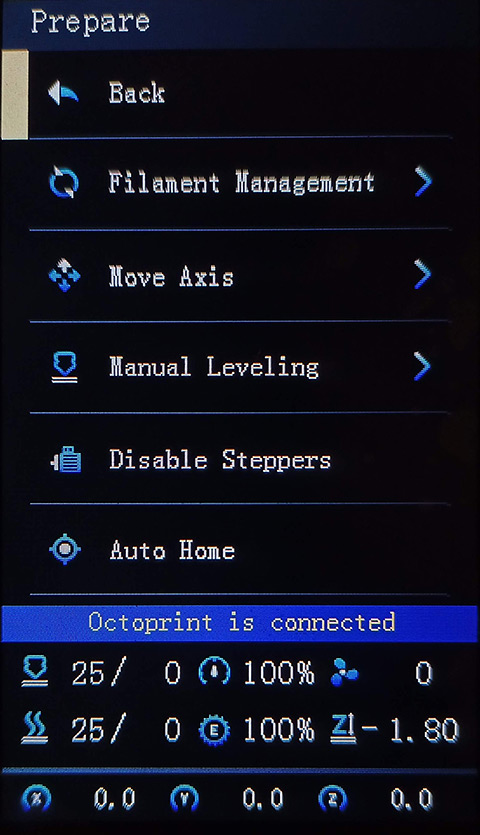 Prepare
Back
Filament Management
Move Axis
Manual Leveling
Disable Steppers
Auto Home
Octoprint is connected
25/ 0 100% 0
25/ 0 E 100% Z -1.80
X 0.0 Y 0.0 Z 0.0